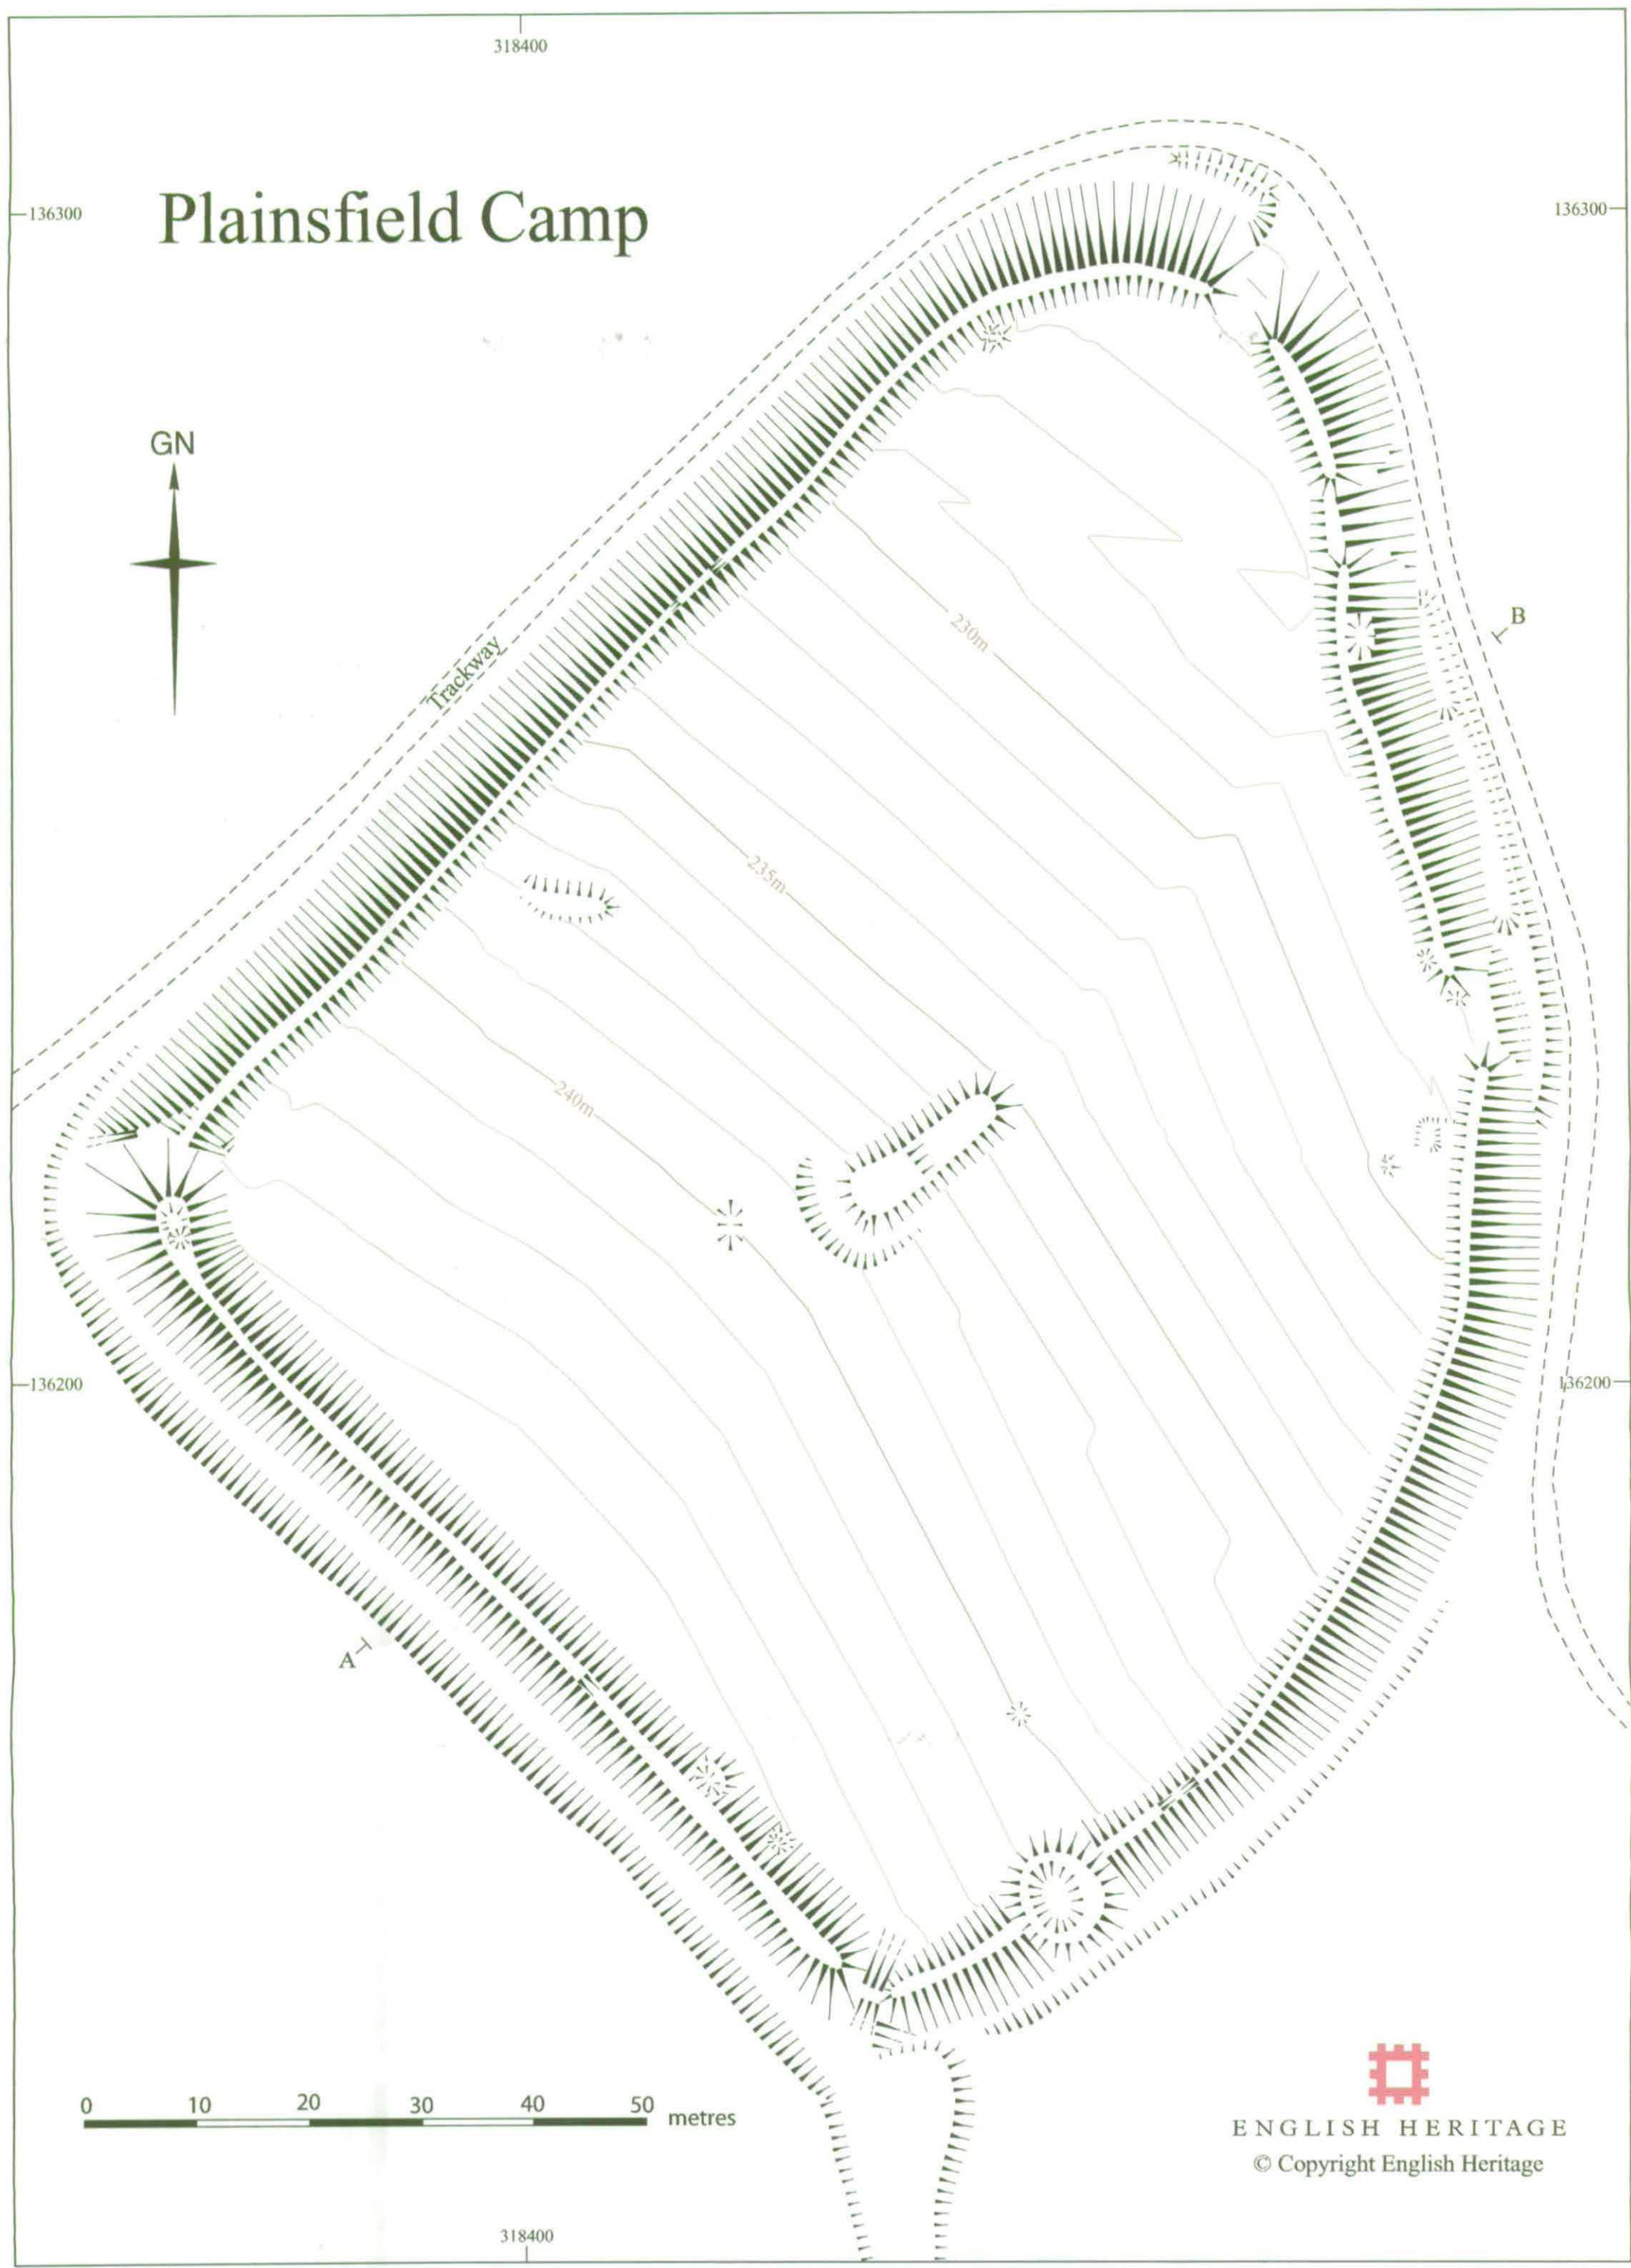 318400
136300
136300
Plainsfield Camp
GN
Trackway
230m
B
235m
240m
136200
136200
A
0 10 20 30 40 50 metres
ENGLISH HERITAGE
© Copyright English Heritage
318400